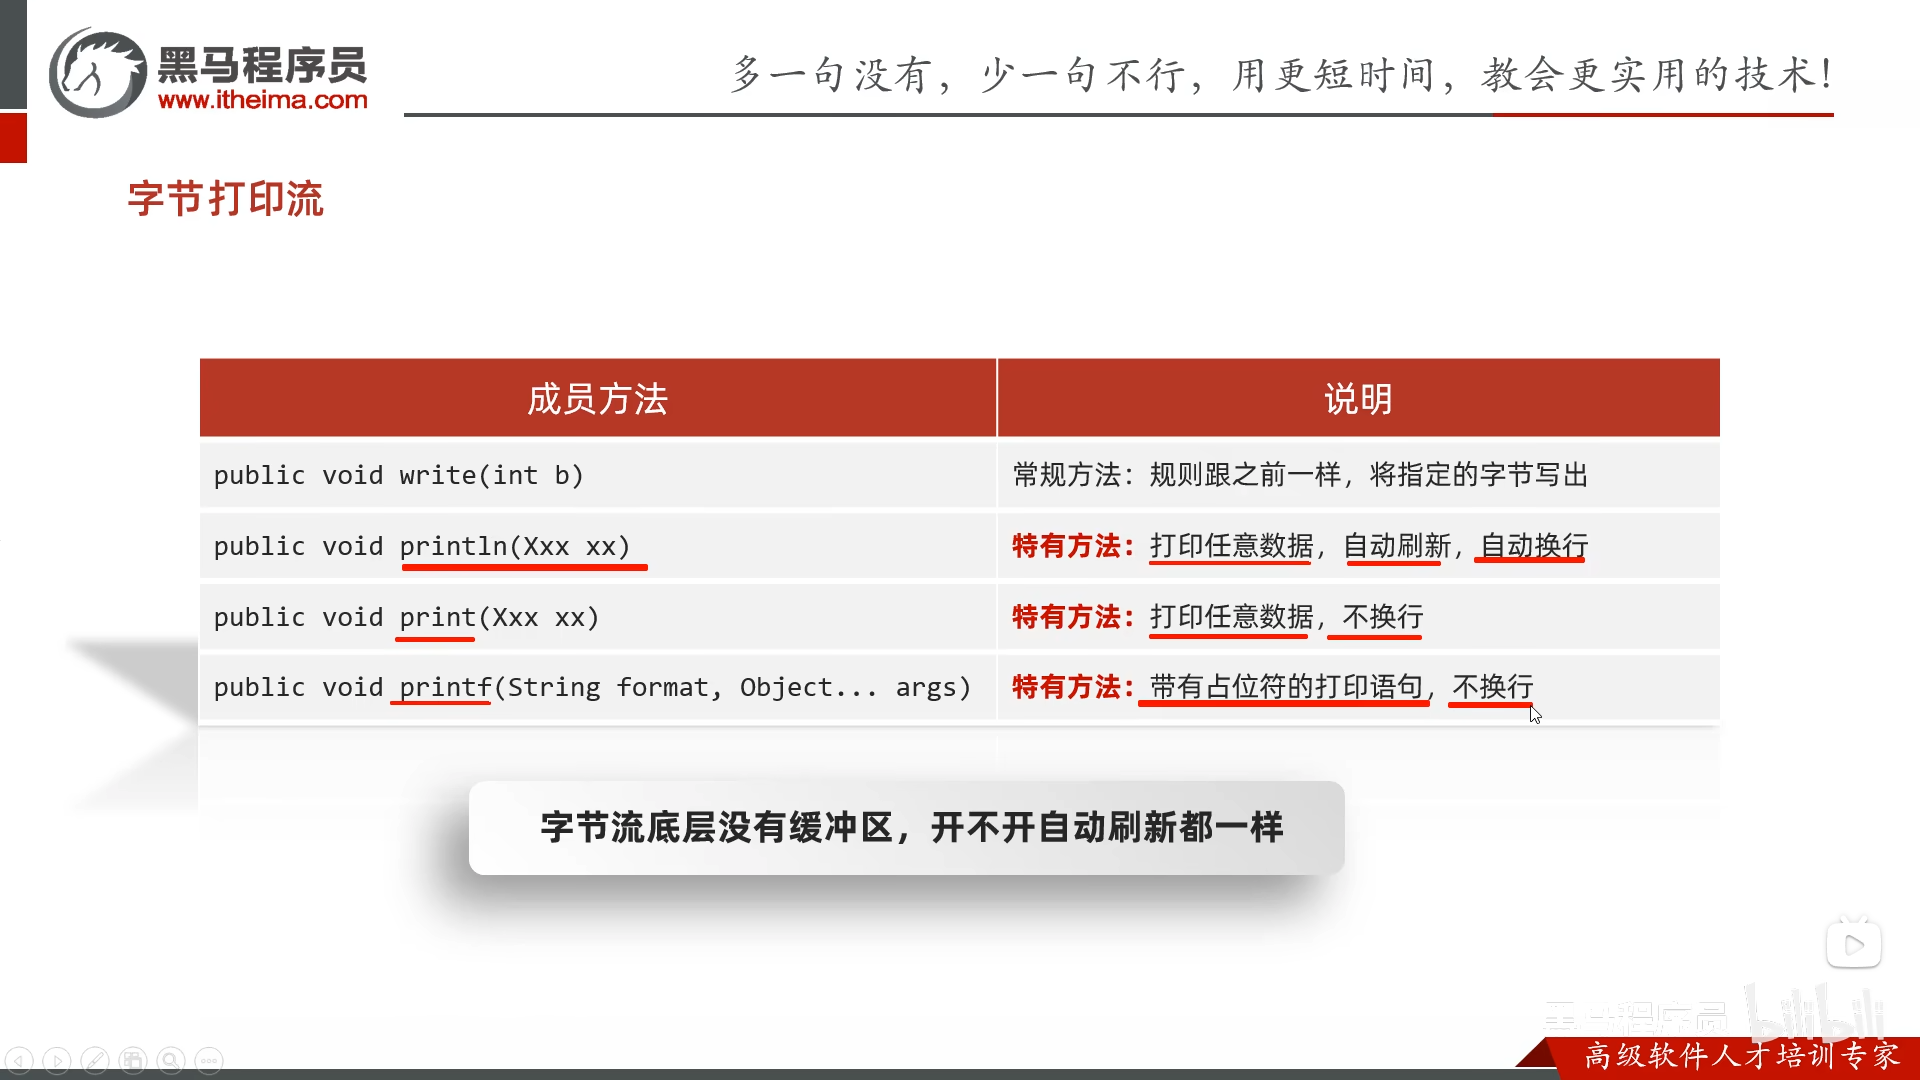 黑马程序员
www.itheima.com
多一句没有，少一句不行，用更短时间，教会更实用的技术！
字节打印流
成员方法
说明
public void write(int b)
常规方法：规则跟之前一样，将指定的字节写出
public void println(Xxx xx)
特有方法：打印任意数据，自动刷新，自动换行
public void print(Xxx xx)
特有方法：打印任意数据，不换行
public void printf(String format, Object... args)
特有方法：带有占位符的打印语句，不换行
字节流底层没有缓冲区，开不开自动刷新都一样
黑马程序员
bilibili
高级软件人才培训专家